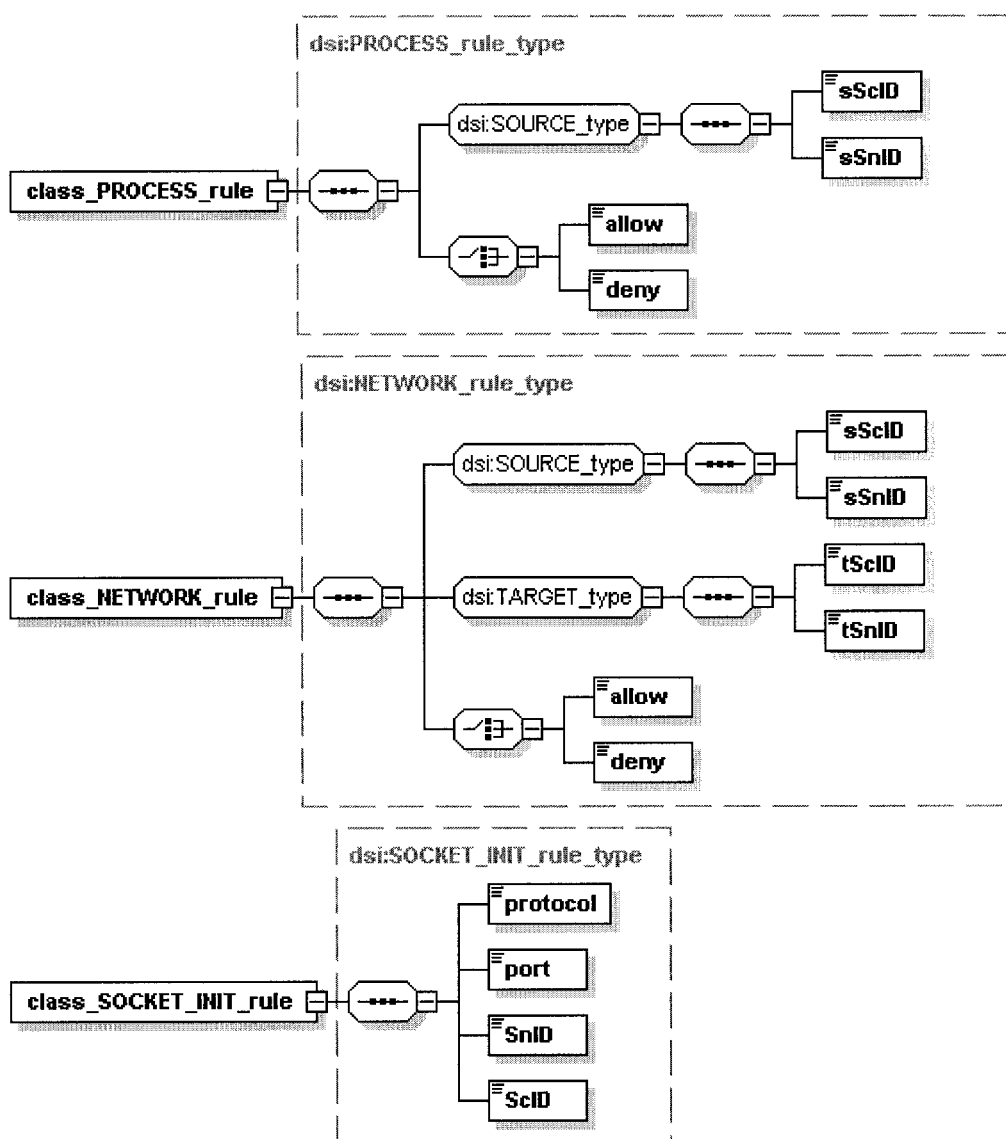 dsi:PROCESS_rule_type
dsi:SOURCE_type
sScID
sSnID
class_PROCESS_rule
allow
deny
dsi:NETWORK_rule_type
dsi:SOURCE_type
sScID
sSnID
class_NETWORK_rule
dsi:TARGET_type
tScID
tSnID
allow
deny
dsi:SOCKET_INIT_rule_type
protocol
port
class_SOCKET_INIT_rule
SnID
ScID